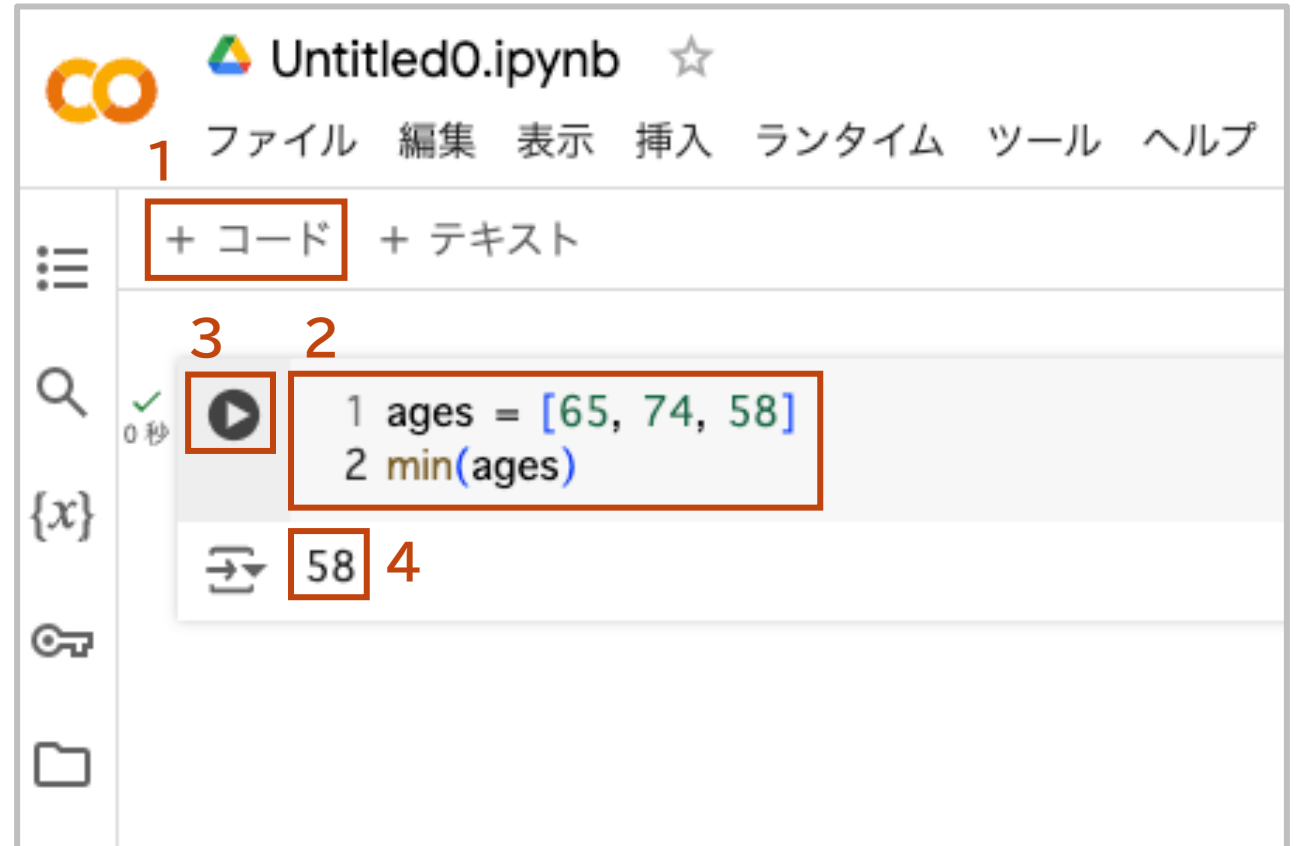 CO Untitled0.ipynb
ファイル 編集 表示 挿入 ランタイム ツール ヘルプ
1
+ コード + テキスト
3 2
0 秒
1 ages = [65, 74, 58]
2 min(ages)
{x}
58 4